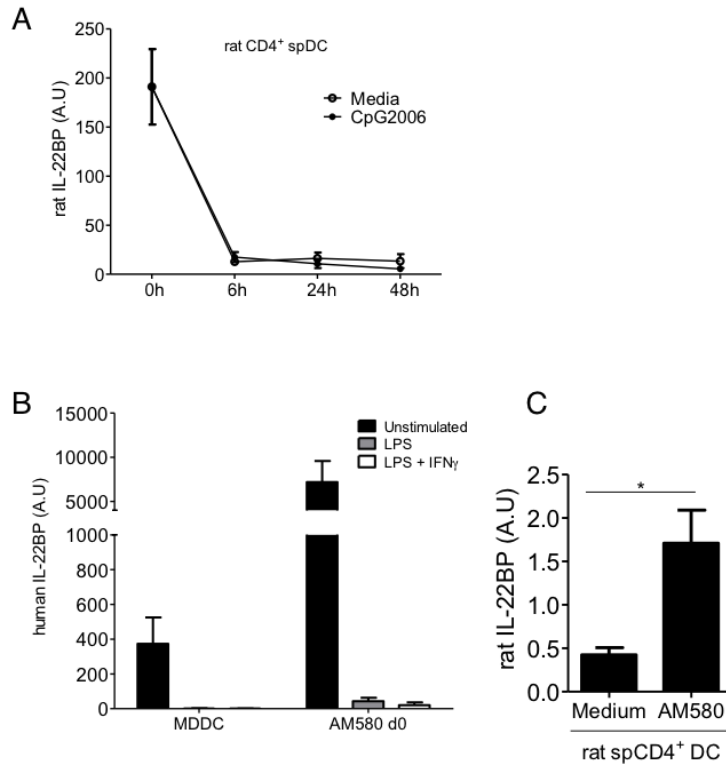 A
rat CD4+ spDC
rat IL-22BP (A.U)
250
200
150
100
50
0
Media
CpG2006
0h 6h 24h 48h
B
human IL-22BP (A.U)
15000
10000
5000
1000
800
600
400
200
0
Unstimulated
LPS
LPS + IFNγ
MDDC AM580 d0
C
rat IL-22BP (A.U)
2.5
2.0
1.5
1.0
0.5
0.0
*
Medium AM580
rat spCD4+ DC